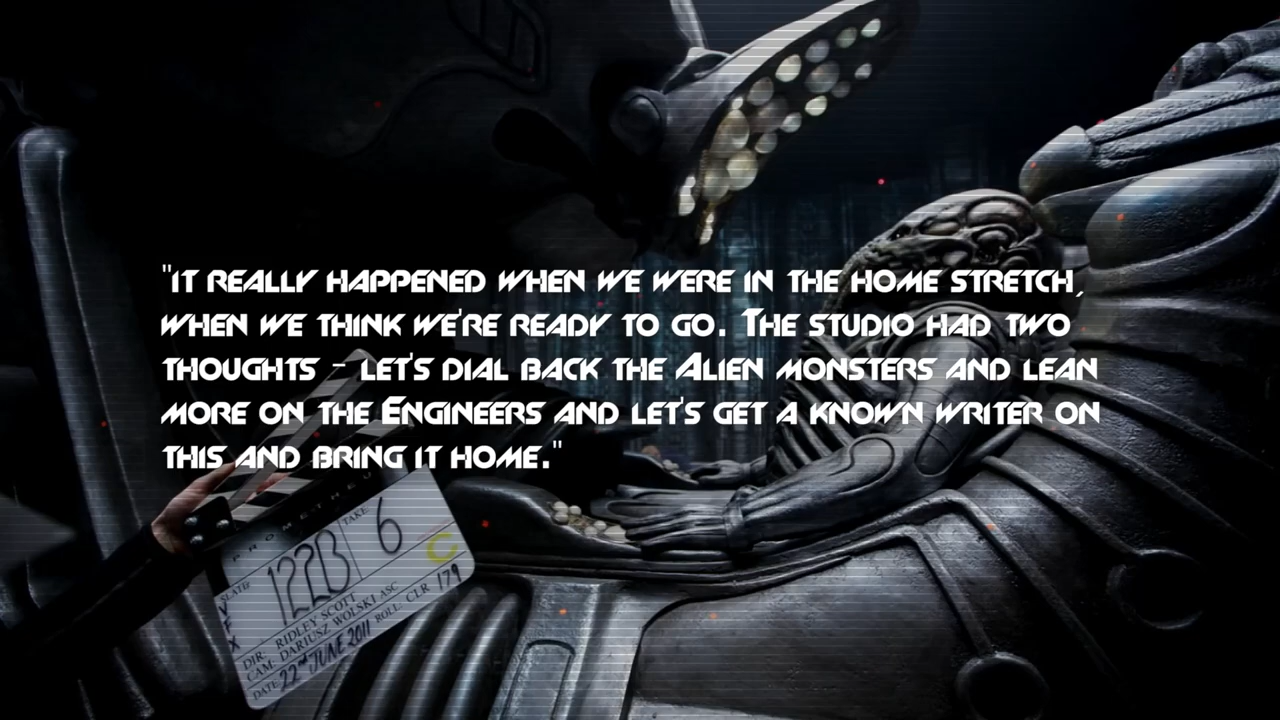 "It really happened when we were in the home stretch,
when we think we're ready to go. The studio had two
thoughts - let's dial back the Alien monsters and lean
more on the Engineers and let's get a known writer on
this and bring it home."
PROMETHEUS
SLATE 122B TAKE 6
VFX
DIR. RIDLEY SCOTT
CAM: DARIUSZ WOLSKI ASC
DATE 22nd JUNE 2011 ROLL: CLR 179
C